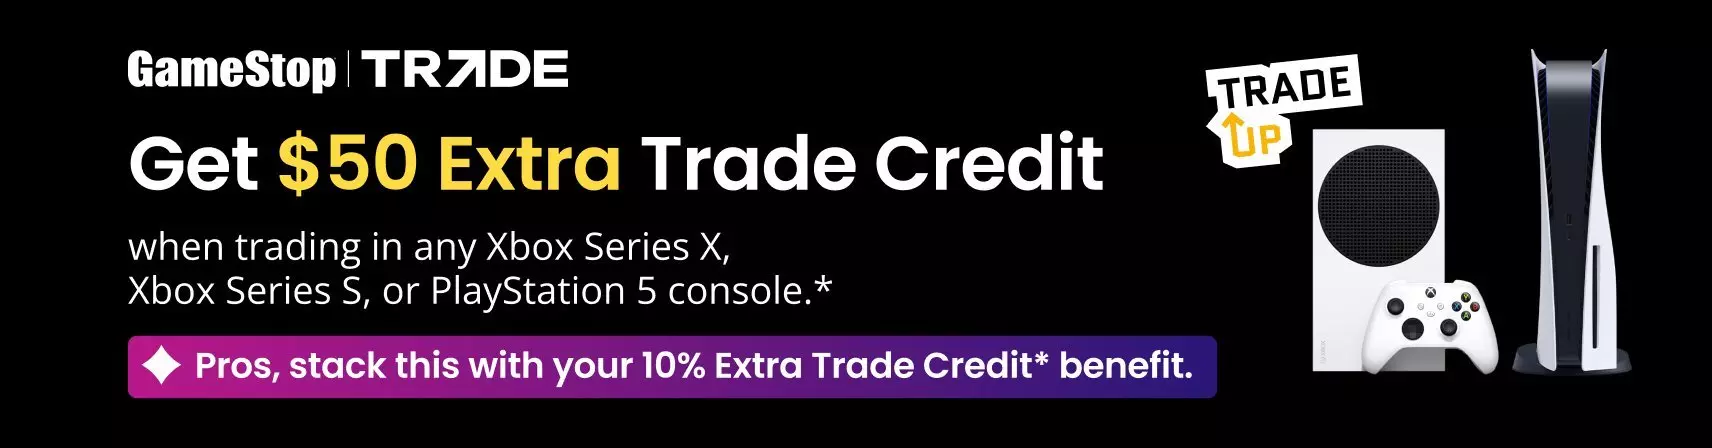 GameStop | TRADE
TRADE
UP
Get $50 Extra Trade Credit
when trading in any Xbox Series X,
Xbox Series S, or PlayStation 5 console.*
Pros, stack this with your 10% Extra Trade Credit* benefit.
Y
X
B
A